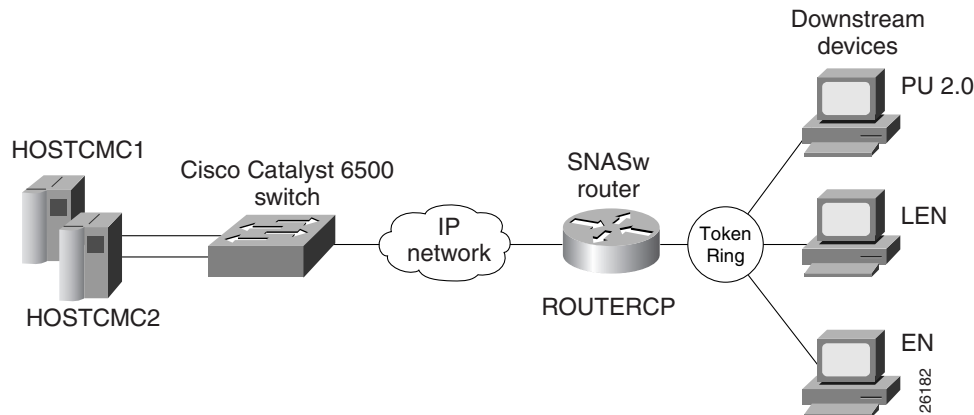 Downstream
devices
PU 2.0
HOSTCMC1
Cisco Catalyst 6500
switch
SNASw
router
IP
network
Token
Ring
LEN
HOSTCMC2
ROUTERCP
EN
26182